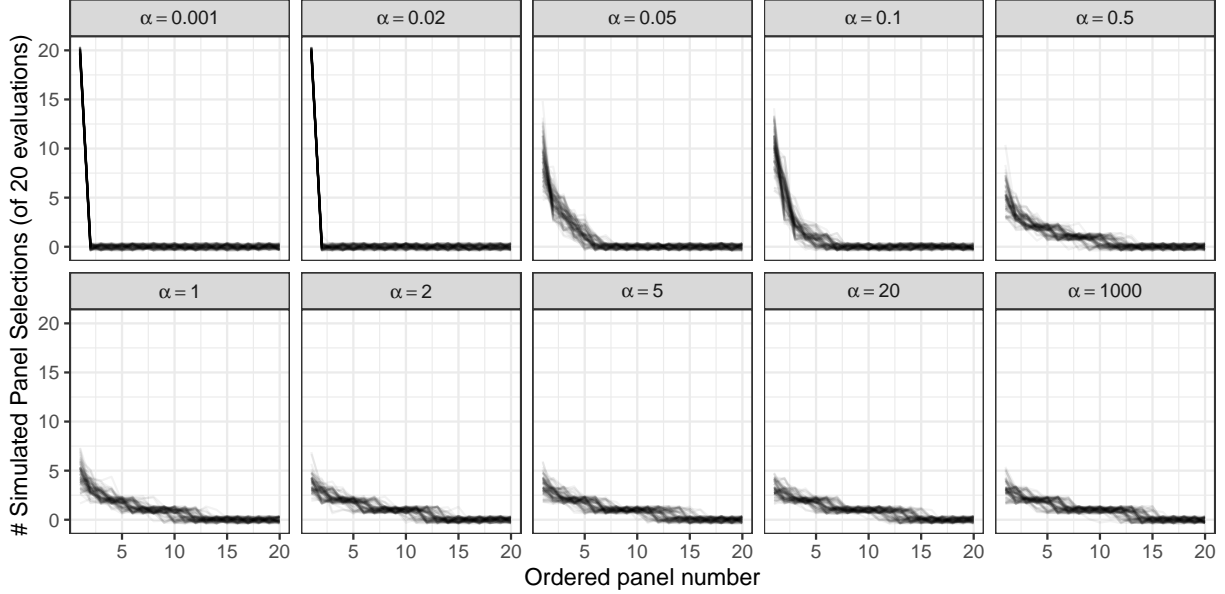 # Simulated Panel Selections (of 20 evaluations)
α = 0.001
α = 0.02
α = 0.05
α = 0.1
α = 0.5
20
15
10
5
0
α = 1
α = 2
α = 5
α = 20
α = 1000
20
15
10
5
0
5 10 15 20 5 10 15 20 5 10 15 20 5 10 15 20 5 10 15 20
Ordered panel number